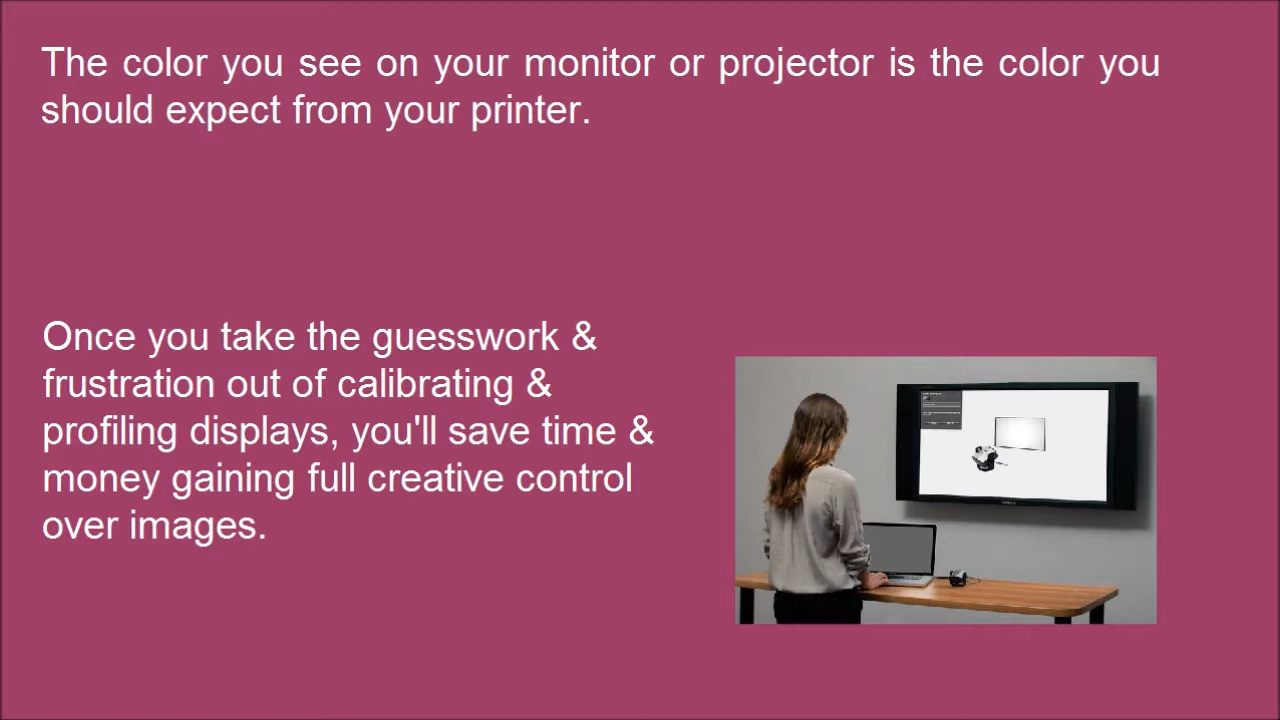 The color you see on your monitor or projector is the color you
should expect from your printer.
Once you take the guesswork &
frustration out of calibrating &
profiling displays, you'll save time &
money gaining full creative control
over images.